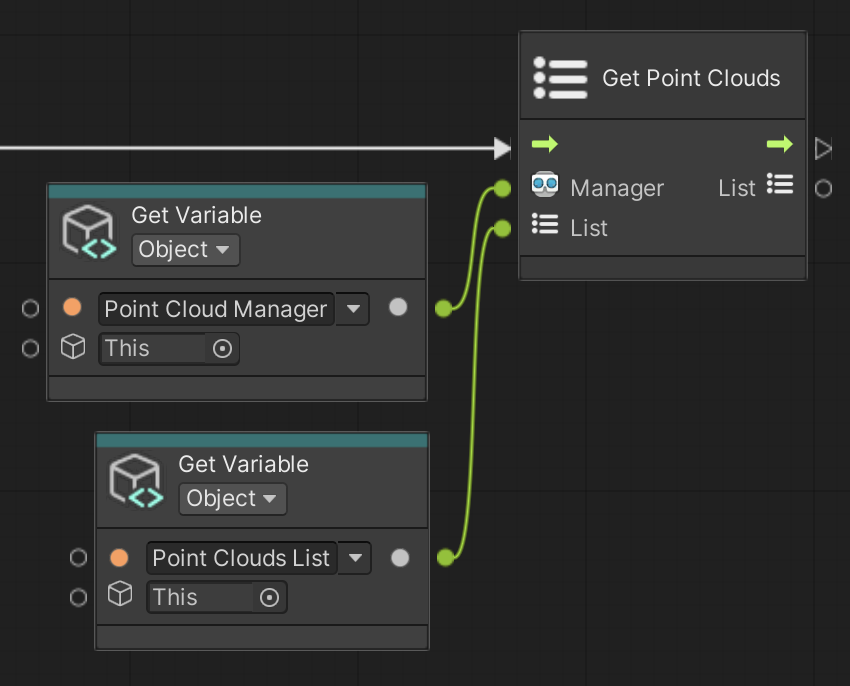 Get Point Clouds
Manager List
List
Get Variable
Object
Point Cloud Manager
This
Get Variable
Object
Point Clouds List
This